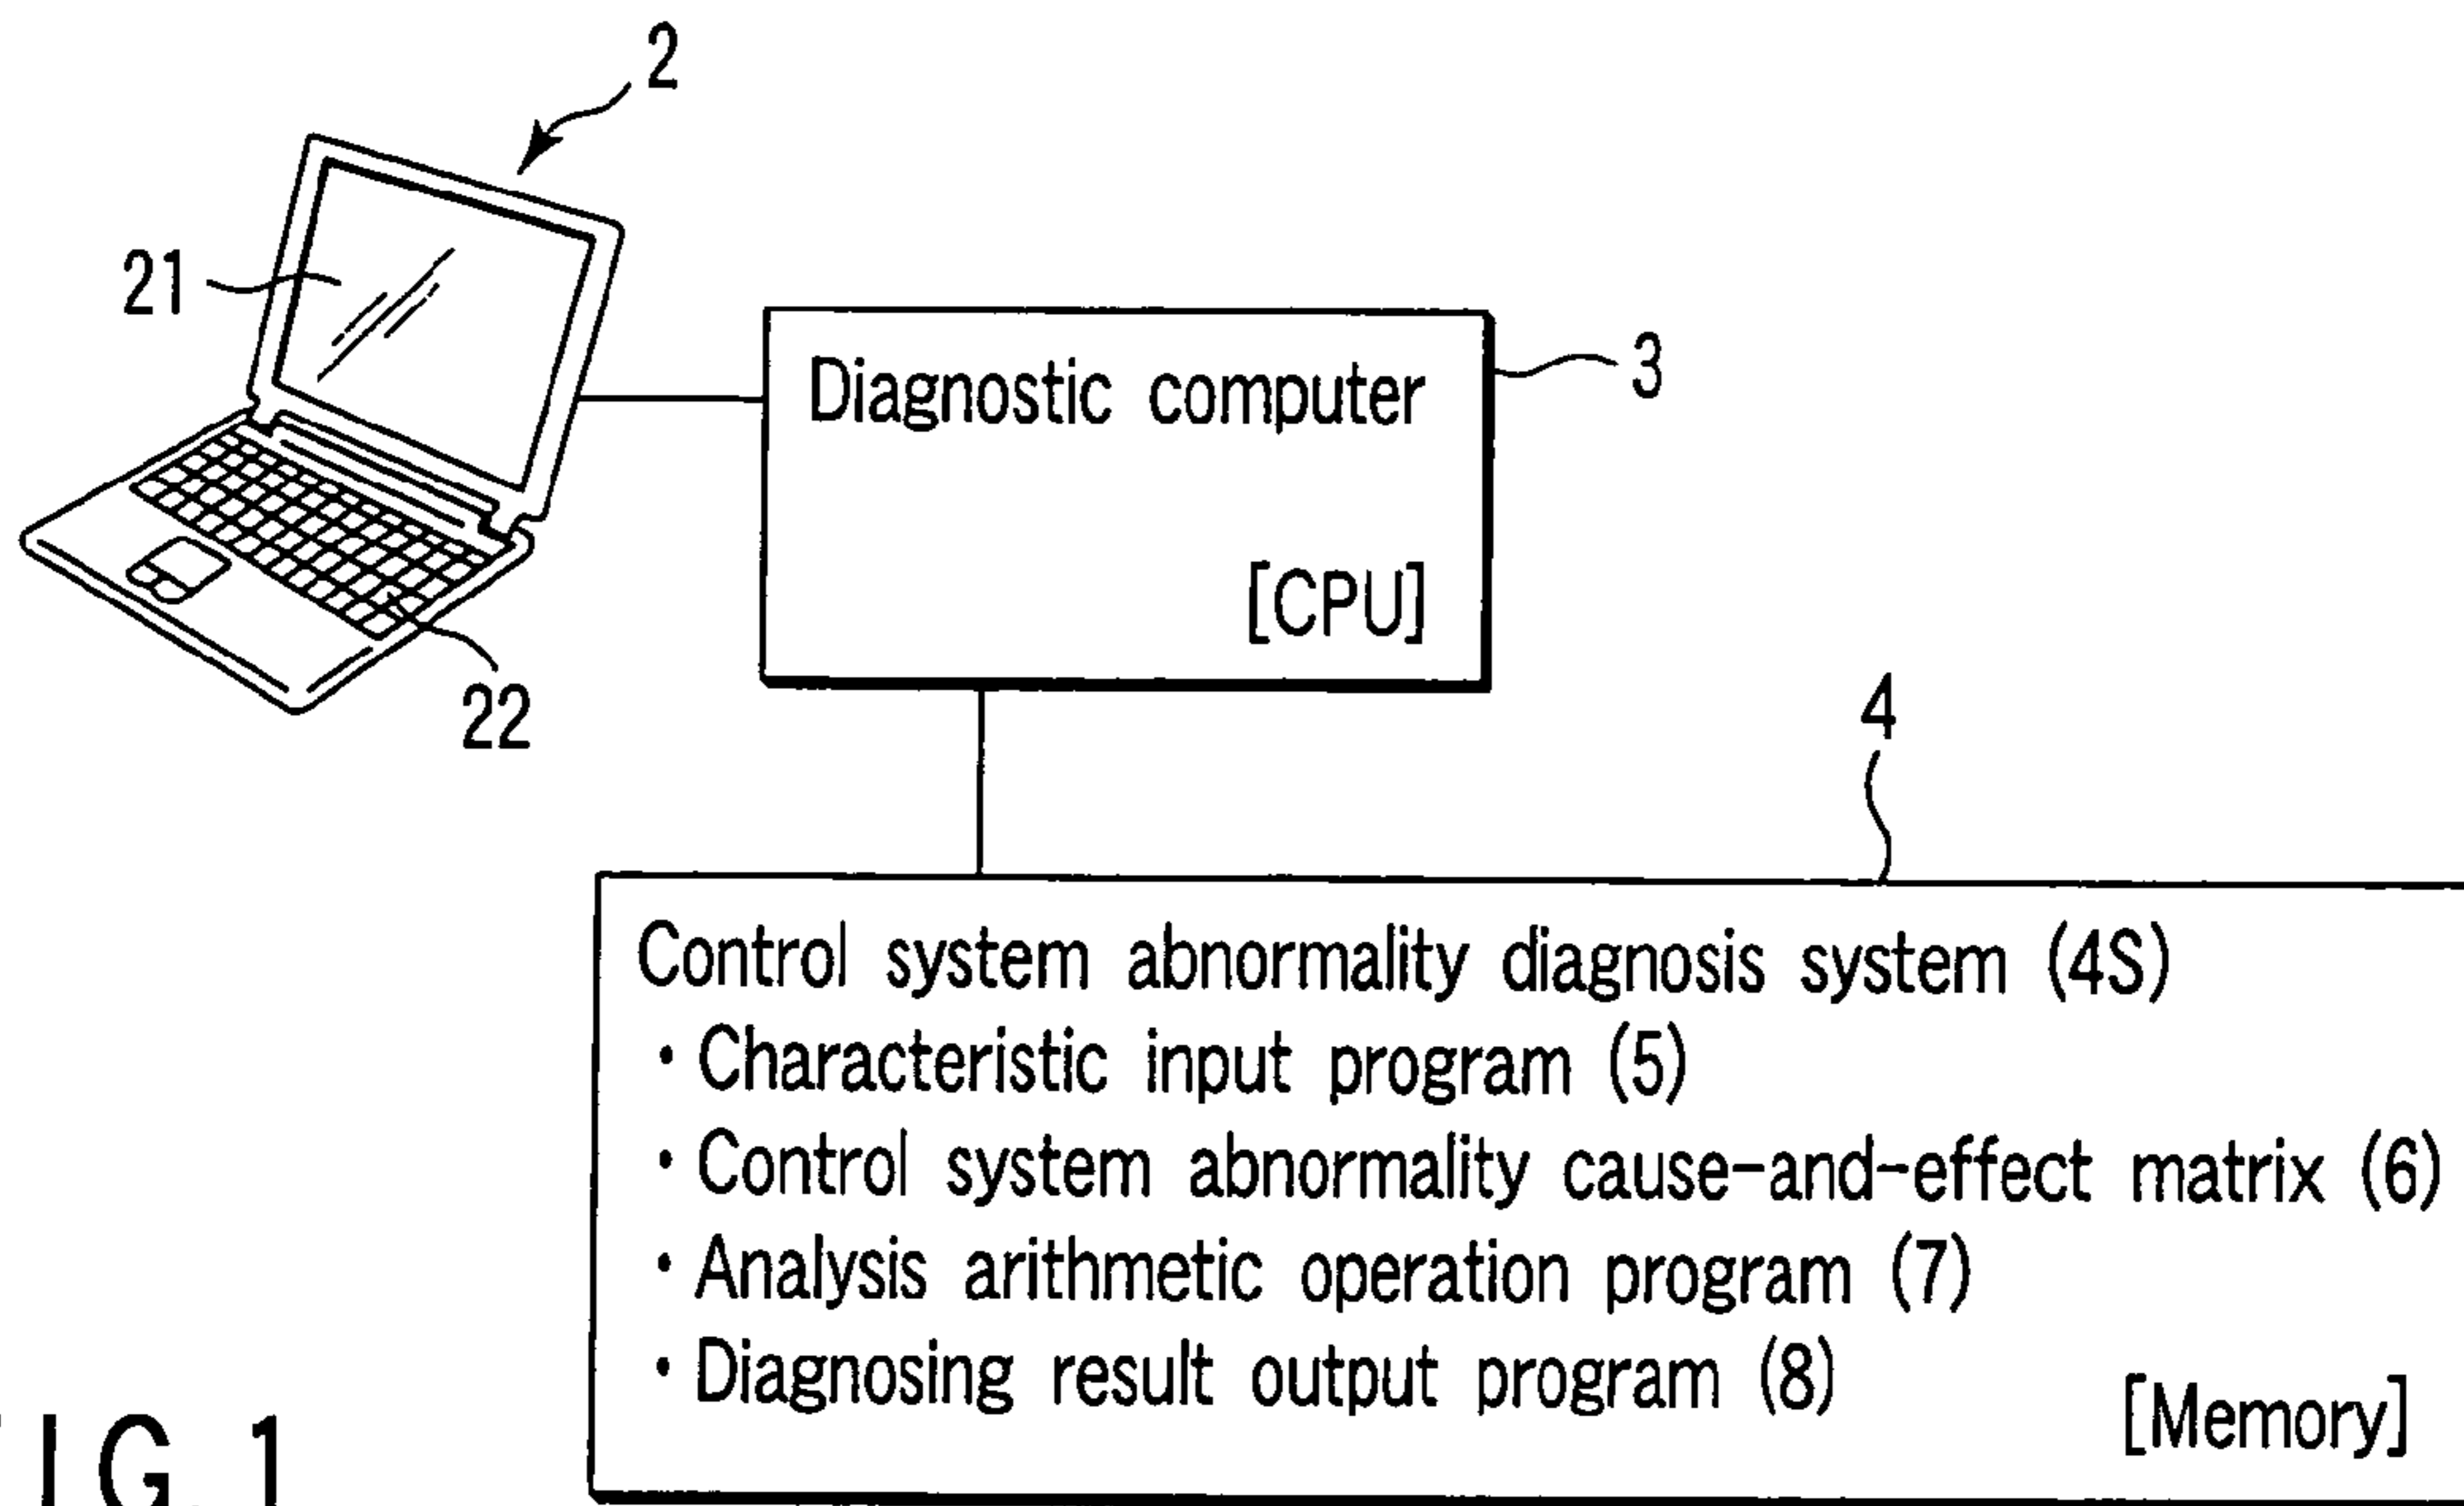 2
21
Diagnostic computer
3
[CPU]
22
4
Control system abnormality diagnosis system (4S)
・Characteristic input program (5)
・Control system abnormality cause-and-effect matrix (6)
・Analysis arithmetic operation program (7)
・Diagnosing result output program (8)
[Memory]
IG. 1